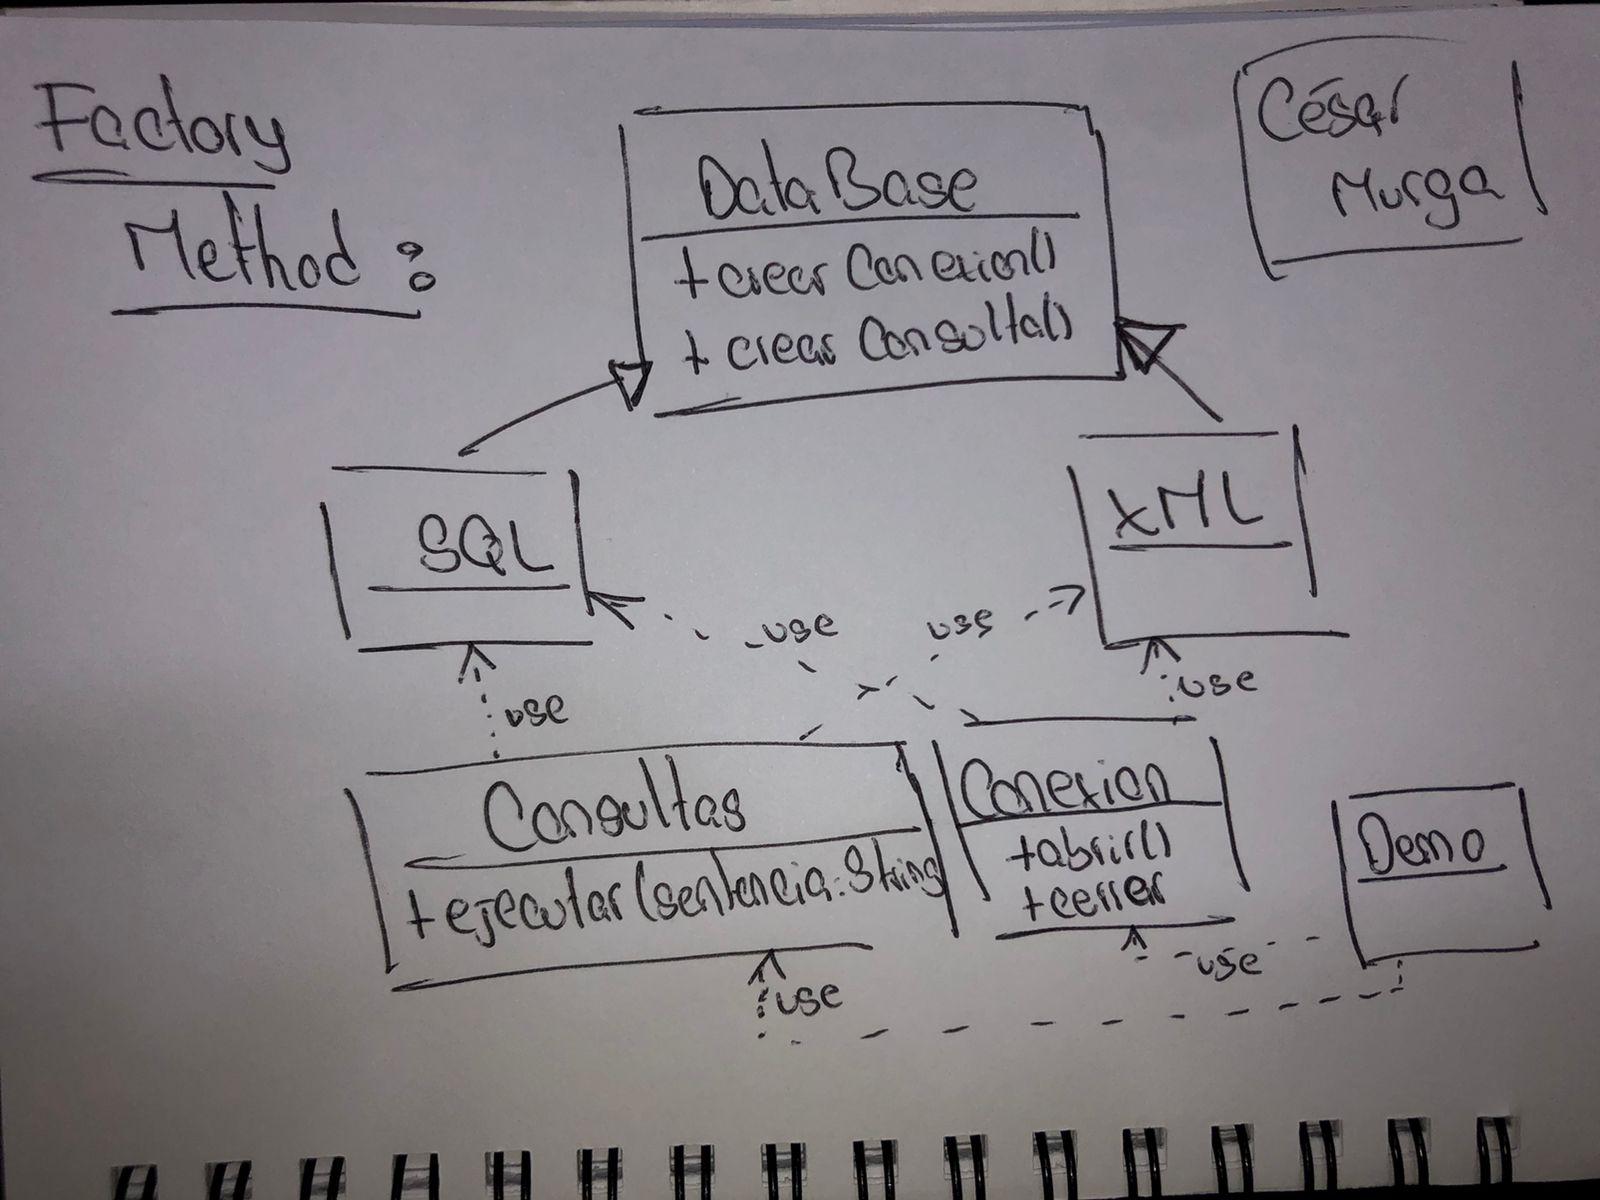 Factory
Method :
César
Murga
DataBase
+ crear Conexion()
+ crear Consulta()
SQL
XML
use
use
use
use
Consultas
+ ejecutar (sentencia: String
Conexion
+abrir()
+cerrar
Demo
use
use